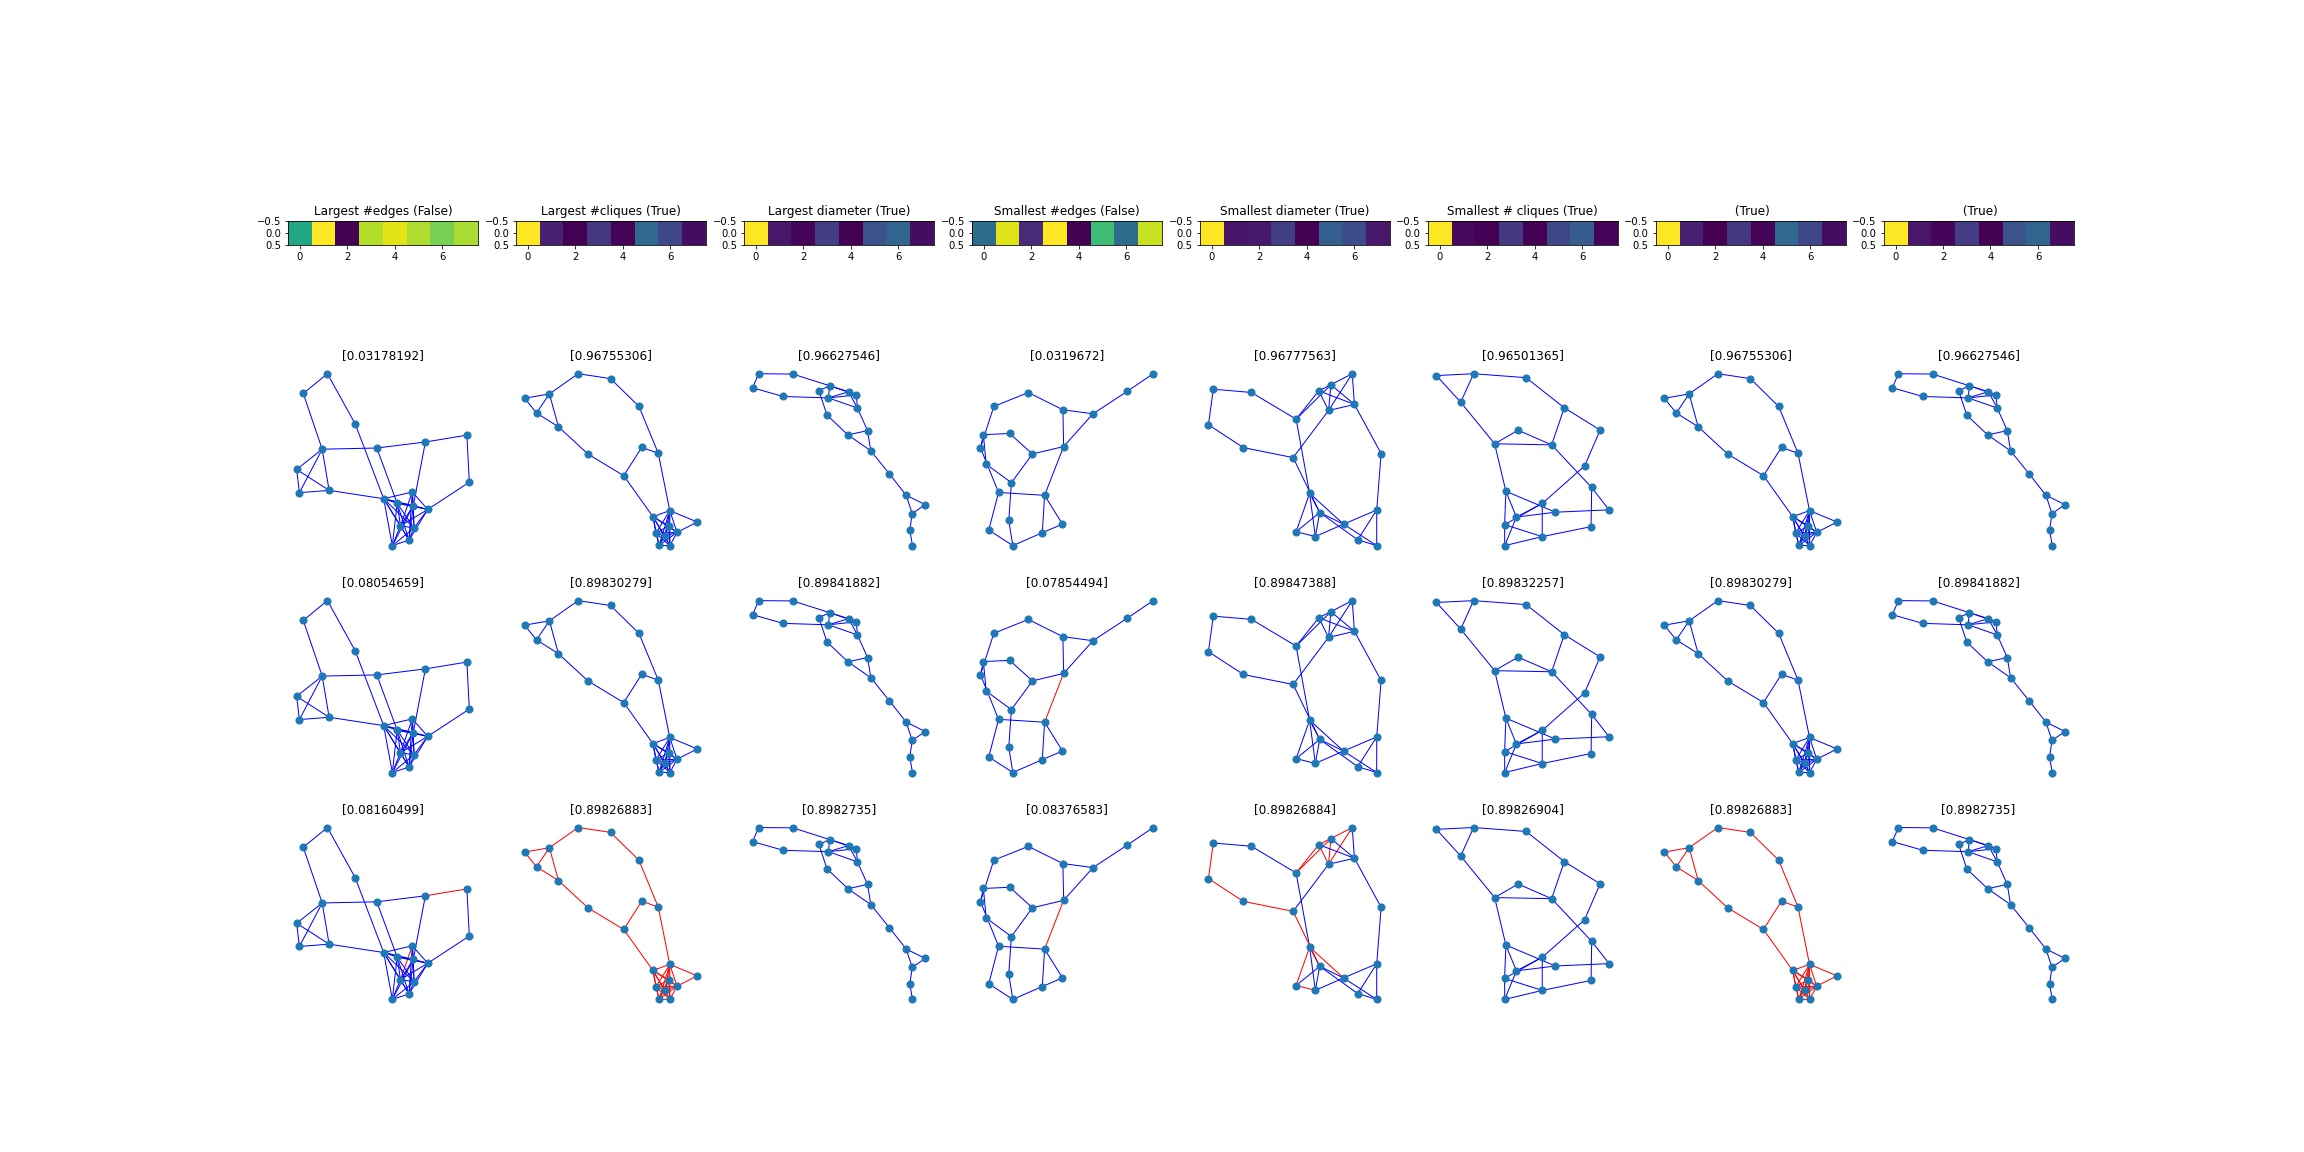 Largest #edges (False) Largest #cliques (True) Largest diameter (True) Smallest #edges (False) Smallest diameter (True) Smallest # cliques (True) (True) (True)
−0.5 −0.5 −0.5 −0.5 −0.5 −0.5 −0.5 −0.5
0.0 0.0 0.0 0.0 0.0 0.0 0.0 0.0
0.5 0.5 0.5 0.5 0.5 0.5 0.5 0.5
0 2 4 6 0 2 4 6 0 2 4 6 0 2 4 6 0 2 4 6 0 2 4 6 0 2 4 6 0 2 4 6
[0.03178192] [0.96755306] [0.96627546] [0.0319672] [0.96777563] [0.96501365] [0.96755306] [0.96627546]
[0.08054659] [0.89830279] [0.89841882] [0.07854494] [0.89847388] [0.89832257] [0.89830279] [0.89841882]
[0.08160499] [0.89826883] [0.8982735] [0.08376583] [0.89826884] [0.89826904] [0.89826883] [0.8982735]